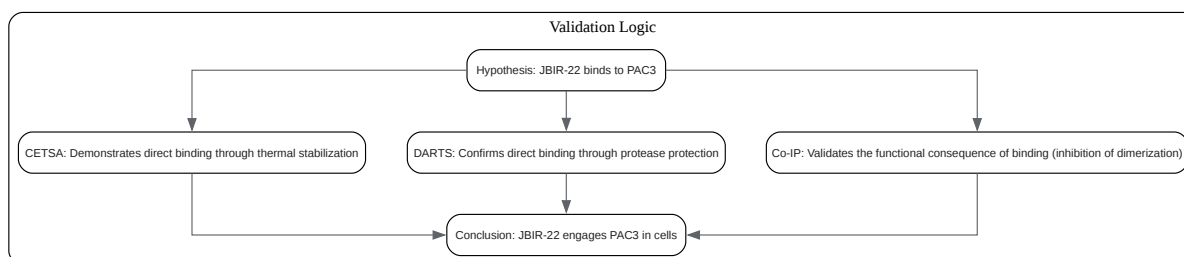 Validation Logic
Hypothesis: JBIR-22 binds to PAC3
CETSA: Demonstrates direct binding through thermal stabilization
DARTS: Confirms direct binding through protease protection
Co-IP: Validates the functional consequence of binding (inhibition of dimerization)
Conclusion: JBIR-22 engages PAC3 in cells